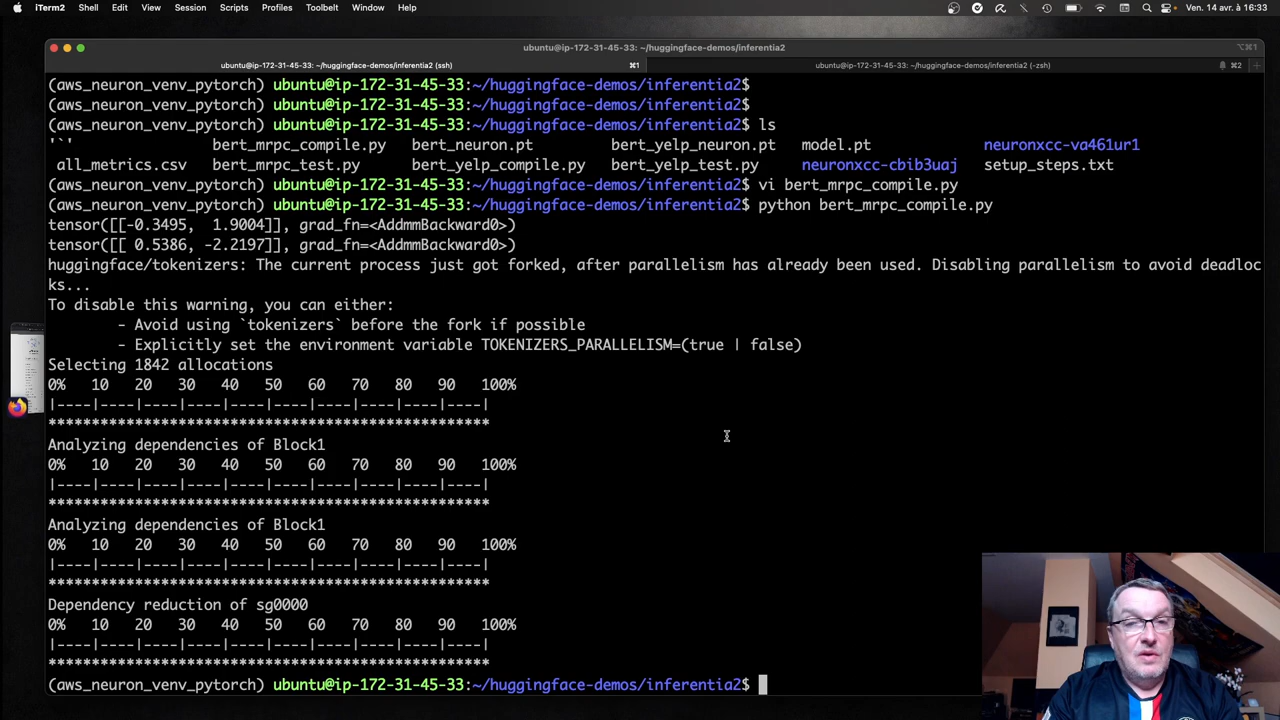 iTerm2 Shell Edit View Session Scripts Profiles Toolbelt Window Help Ven. 14 avr. à 16:33
ubuntu@ip-172-31-45-33: ~/huggingface-demos/inferentia2 ⌥⌘1
ubuntu@ip-172-31-45-33: ~/huggingface-demos/inferentia2 (ssh) ⌘1 ubuntu@ip-172-31-45-33: ~/huggingface-demos/inferentia2 (-zsh) ⌘2
(aws_neuron_venv_pytorch) ubuntu@ip-172-31-45-33:~/huggingface-demos/inferentia2$
(aws_neuron_venv_pytorch) ubuntu@ip-172-31-45-33:~/huggingface-demos/inferentia2$
(aws_neuron_venv_pytorch) ubuntu@ip-172-31-45-33:~/huggingface-demos/inferentia2$ ls
'`' bert_mrpc_compile.py bert_neuron.pt bert_yelp_neuron.pt model.pt neuronxcc-va461ur1
all_metrics.csv bert_mrpc_test.py bert_yelp_compile.py bert_yelp_test.py neuronxcc-cbib3uaj setup_steps.txt
(aws_neuron_venv_pytorch) ubuntu@ip-172-31-45-33:~/huggingface-demos/inferentia2$ vi bert_mrpc_compile.py
(aws_neuron_venv_pytorch) ubuntu@ip-172-31-45-33:~/huggingface-demos/inferentia2$ python bert_mrpc_compile.py
tensor([[-0.3495, 1.9004]], grad_fn=<AddmmBackward0>)
tensor([[ 0.5386, -2.2197]], grad_fn=<AddmmBackward0>)
huggingface/tokenizers: The current process just got forked, after parallelism has already been used. Disabling parallelism to avoid deadloc
ks...
To disable this warning, you can either:
- Avoid using `tokenizers` before the fork if possible
- Explicitly set the environment variable TOKENIZERS_PARALLELISM=(true | false)
Selecting 1842 allocations
0% 10 20 30 40 50 60 70 80 90 100%
|----|----|----|----|----|----|----|----|----|----|
***************************************************
Analyzing dependencies of Block1
0% 10 20 30 40 50 60 70 80 90 100%
|----|----|----|----|----|----|----|----|----|----|
***************************************************
Analyzing dependencies of Block1
0% 10 20 30 40 50 60 70 80 90 100%
|----|----|----|----|----|----|----|----|----|----|
***************************************************
Dependency reduction of sg0000
0% 10 20 30 40 50 60 70 80 90 100%
|----|----|----|----|----|----|----|----|----|----|
***************************************************
(aws_neuron_venv_pytorch) ubuntu@ip-172-31-45-33:~/huggingface-demos/inferentia2$